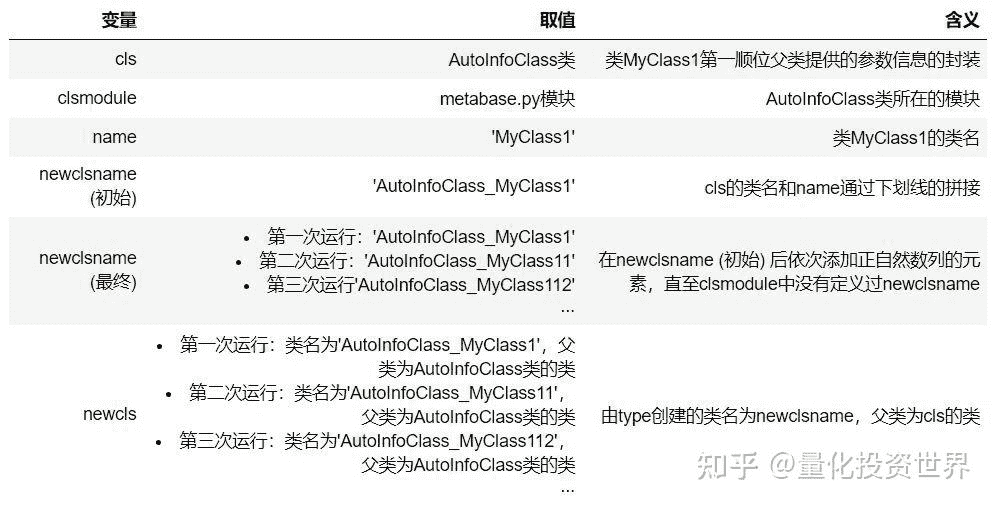 变量 取值 含义
cls AutoInfoClass类 类MyClass1第一顺位父类提供的参数信息的封装
clsmodule metabase.py模块 AutoInfoClass类所在的模块
name 'MyClass1' 类MyClass1的类名
newclsname
(初始) 'AutoInfoClass_MyClass1' cls的类名和name通过下划线的拼接
newclsname
(最终)
• 第一次运行：'AutoInfoClass_MyClass1'
• 第二次运行：'AutoInfoClass_MyClass11'
• 第三次运行'AutoInfoClass_MyClass112'
...
在newclsname (初始) 后依次添加正自然数列的元
素，直至clsmodule中没有定义过newclsname
newcls
• 第一次运行：类名为'AutoInfoClass_MyClass1'，父
类为AutoInfoClass类的类
• 第二次运行：类名为'AutoInfoClass_MyClass11'，
父类为AutoInfoClass类的类
• 第三次运行：类名为'AutoInfoClass_MyClass112'，
父类为AutoInfoClass类的类
...
由type创建的类名为newclsname，父类为cls的类
知乎 @量化投资世界